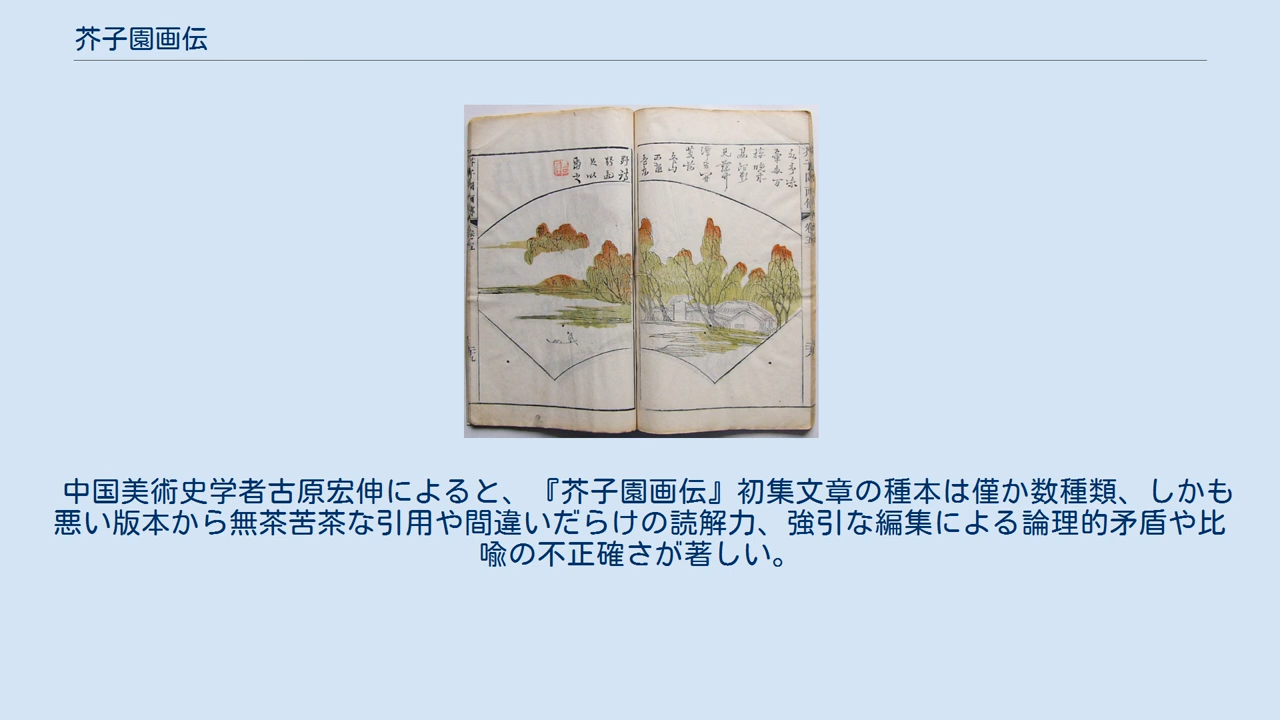 芥子園画伝
中国美術史学者古原宏伸によると、『芥子園画伝』初集文章の種本は僅か数種類、しかも
悪い版本から無茶苦茶な引用や間違いだらけの読解力、強引な編集による論理的矛盾や比
喩の不正確さが著しい。